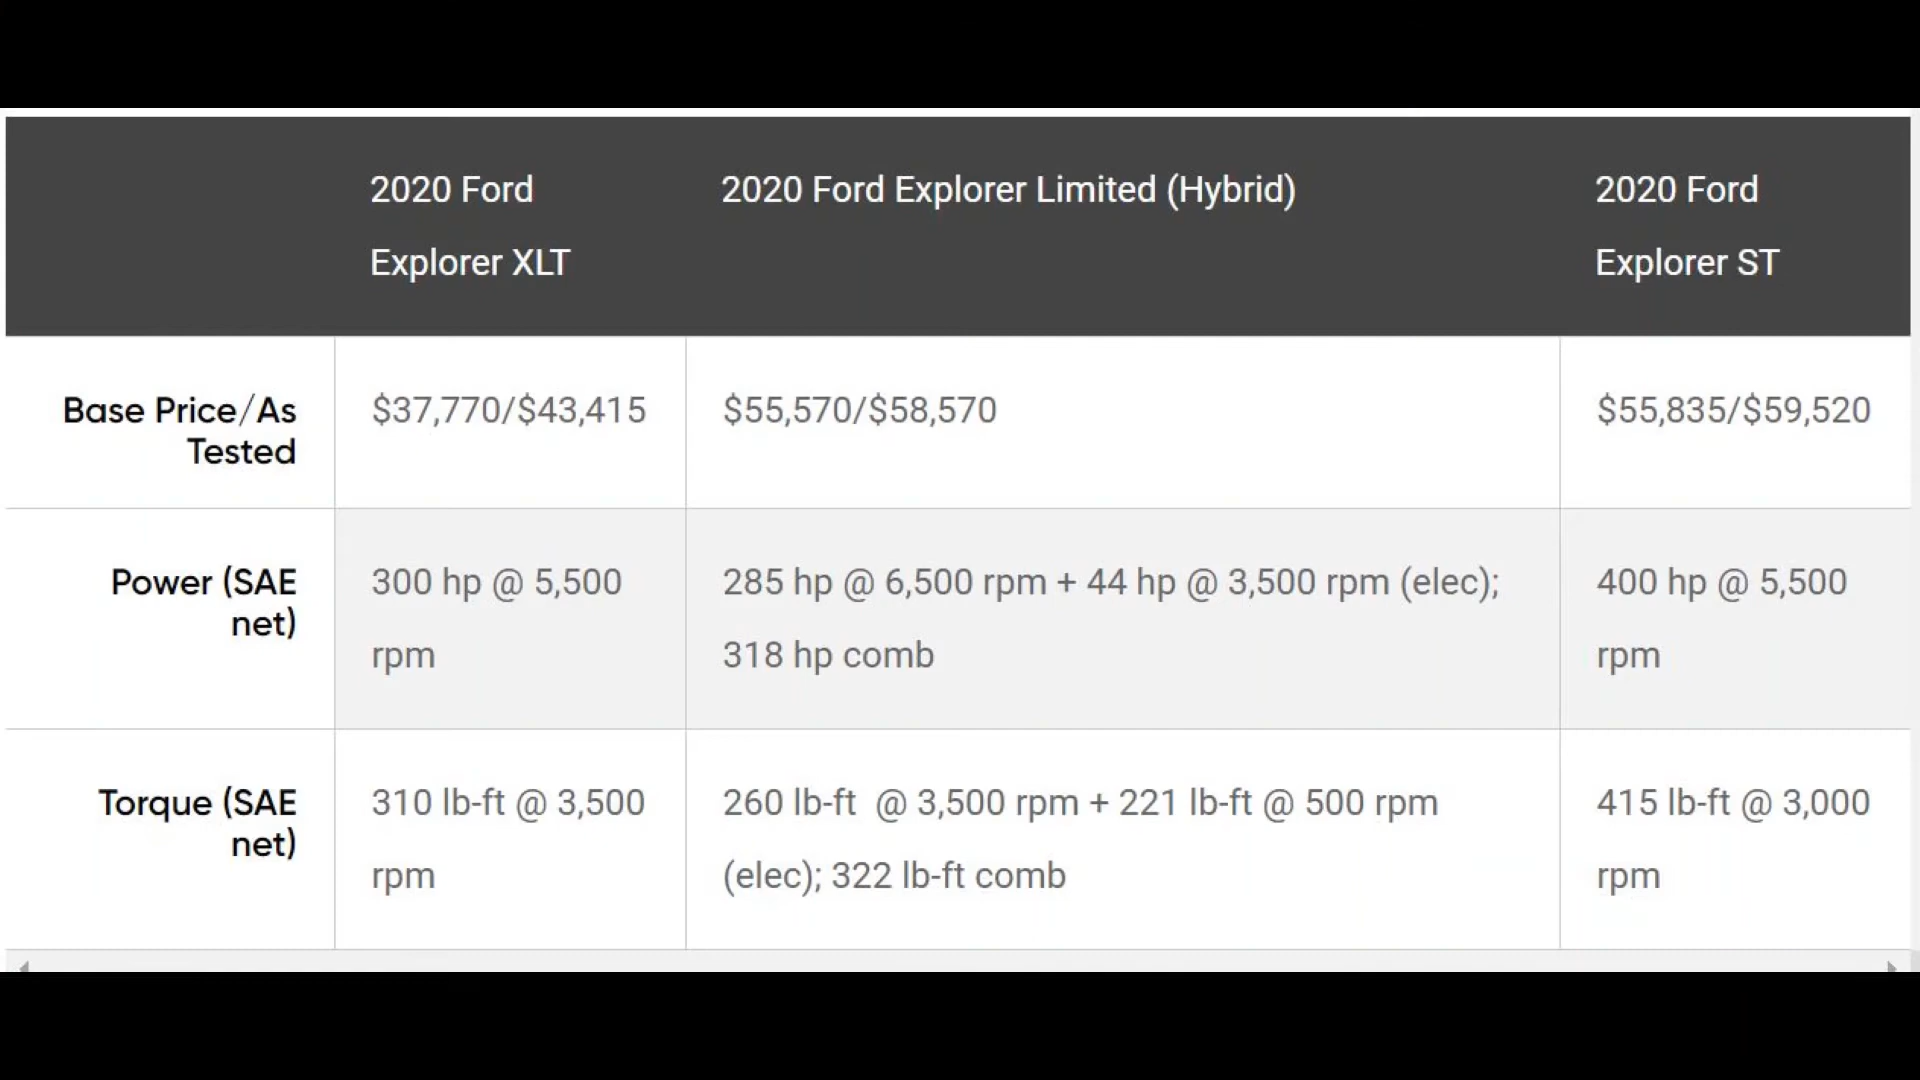 2020 Ford
Explorer XLT
2020 Ford Explorer Limited (Hybrid)
2020 Ford
Explorer ST
Base Price/As
Tested
$37,770/$43,415
$55,570/$58,570
$55,835/$59,520
Power (SAE
net)
300 hp @ 5,500
rpm
285 hp @ 6,500 rpm + 44 hp @ 3,500 rpm (elec);
318 hp comb
400 hp @ 5,500
rpm
Torque (SAE
net)
310 lb-ft @ 3,500
rpm
260 lb-ft  @ 3,500 rpm + 221 lb-ft @ 500 rpm
(elec); 322 lb-ft comb
415 lb-ft @ 3,000
rpm